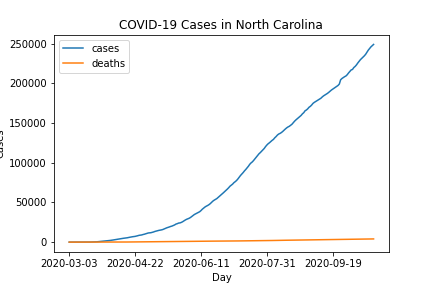 COVID-19 Cases in North Carolina
cases
deaths
250000
200000
150000
100000
50000
0
cases
2020-03-03 2020-04-22 2020-06-11 2020-07-31 2020-09-19
Day